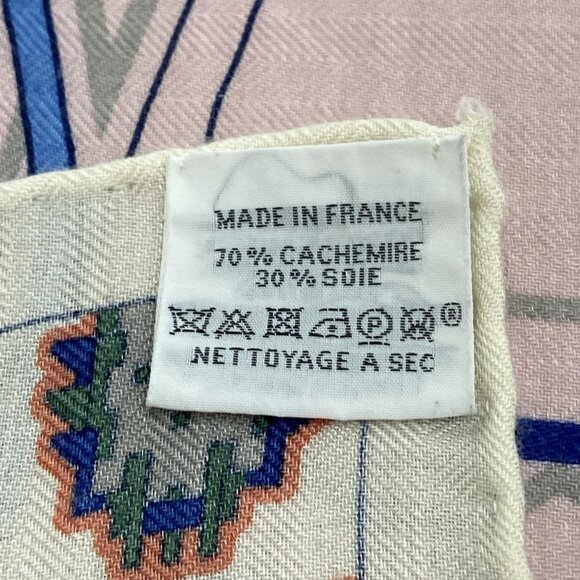 MADE IN FRANCE
70 % CACHEMIRE
30 % SOIE
P W ®
NETTOYAGE A SEC